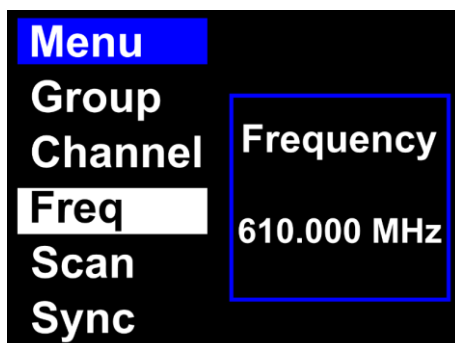 Menu
Group
Channel
Freq
Scan
Sync
Frequency
610.000 MHz